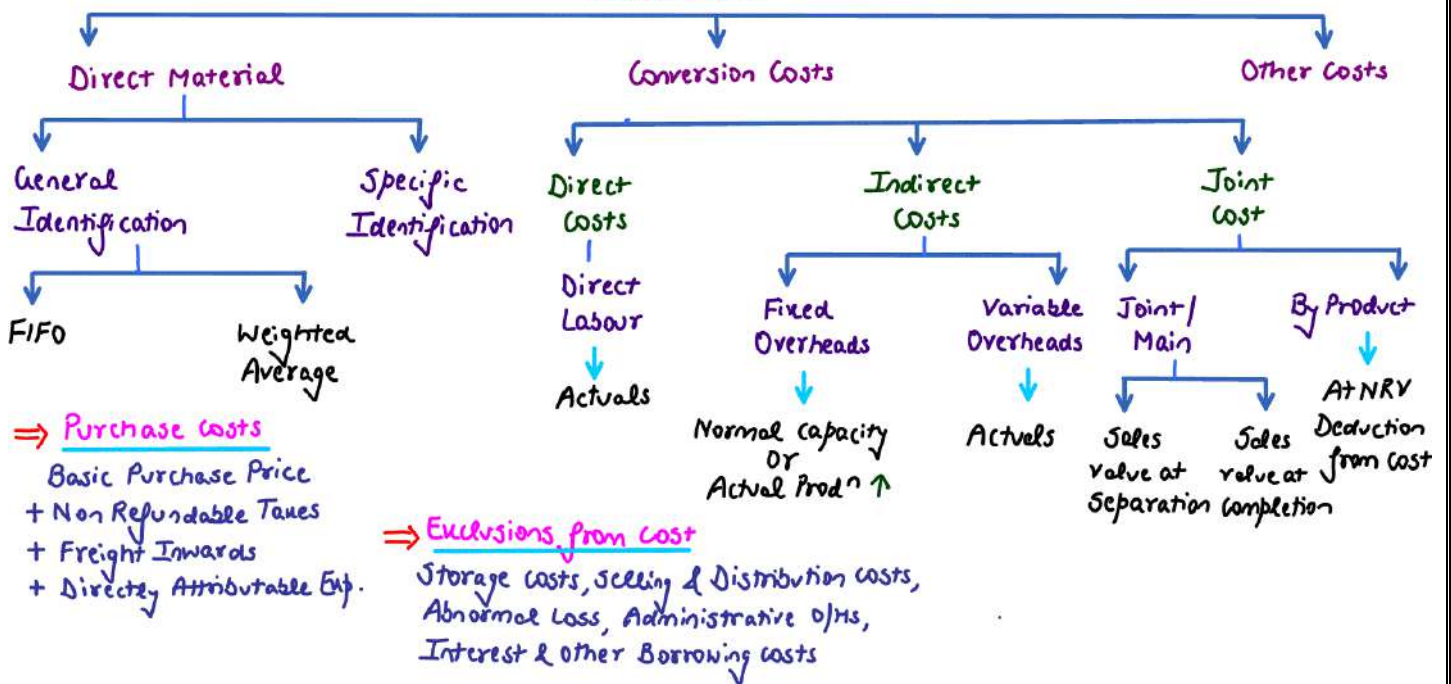 Direct Material
Conversion Costs
Other Costs
General
Identification
Specific
Identification
Direct
Costs
Indirect
Costs
Joint
Cost
FIFO
Weighted
Average
Direct
Labour
Actuals
Fixed
Overheads
Normal Capacity
or
Actual Prodⁿ ↑
Variable
Overheads
Actuals
Joint/
Main
Sales
value at
Separation
Sales
value at
Completion
By Product
At NRV
Deduction
from cost
⇒ Purchase costs
Basic Purchase Price
+ Non Refundable Taxes
+ Freight Inwards
+ Directly Attributable Exp.
⇒ Exclusions from cost
Storage costs, Selling & Distribution costs,
Abnormal Loss, Administrative O/Hs,
Interest & Other Borrowing costs